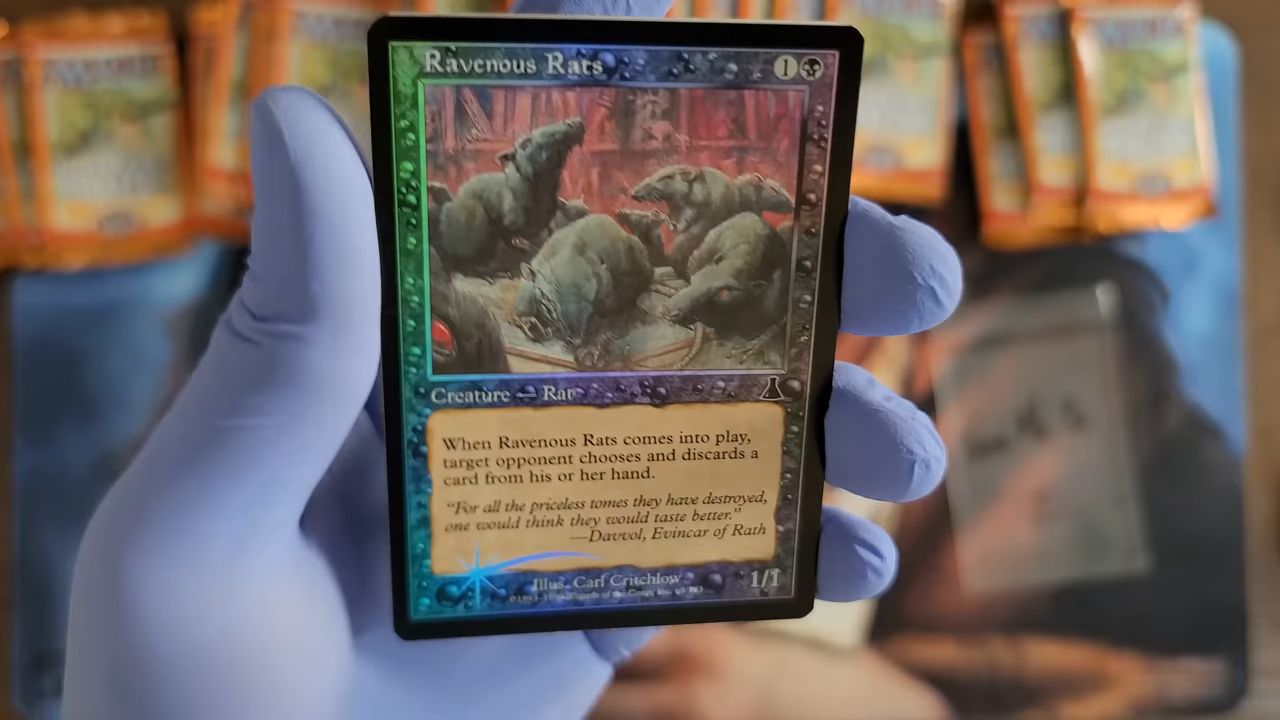 Ravenous Rats
1
Creature — Rat
When Ravenous Rats comes into play,
target opponent chooses and discards a
card from his or her hand.
"For all the priceless tomes they have destroyed,
one would think they would taste better."
—Davvol, Evincar of Rath
Illus. Carl Critchlow
1/1